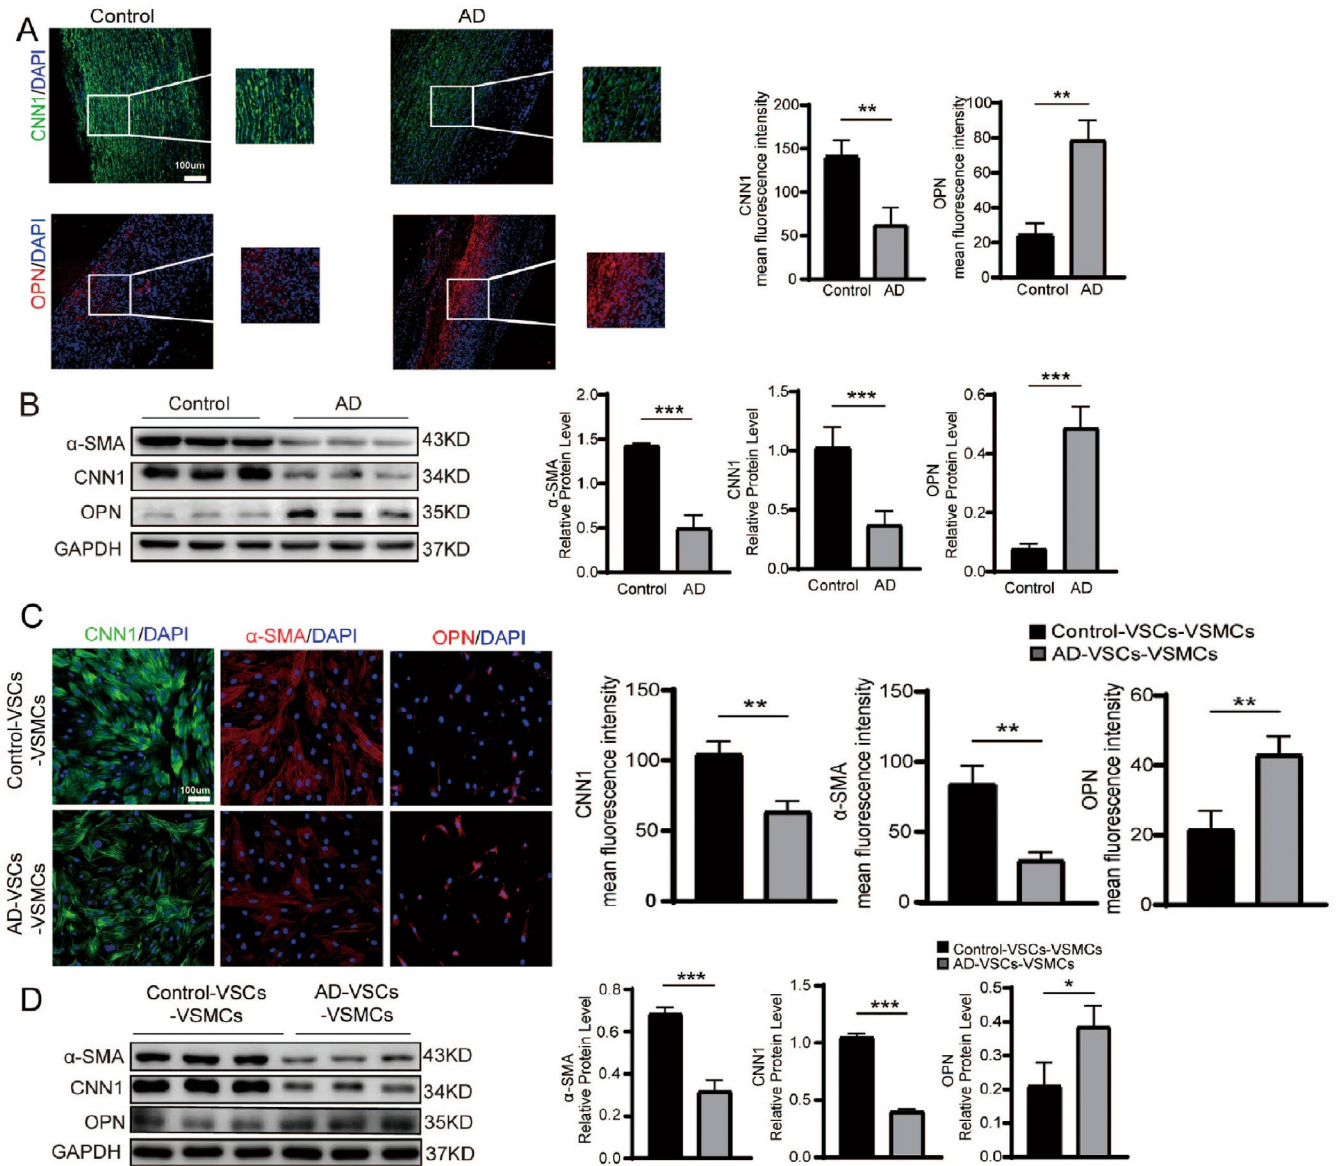 A
Control
AD
CNN1/DAPI
100um
OPN/DAPI
CNN1
mean fluorescence intensity
200
150
100
50
0
**
Control AD
OPN
mean fluorescence intensity
100
80
60
40
20
0
**
Control AD
B
Control AD
α-SMA 43KD
CNN1 34KD
OPN 35KD
GAPDH 37KD
α-SMA
Relative Protein Level
2.0
1.5
1.0
0.5
0.0
***
Control AD
CNN1
Relative Protein Level
1.5
1.0
0.5
0.0
***
Control AD
OPN
Relative Protein Level
0.6
0.4
0.2
0.0
***
Control AD
C
CNN1/DAPI α-SMA/DAPI OPN/DAPI
Control-VSCs
-VSMCs
100um
AD-VSCs
-VSMCs
Control-VSCs-VSMCs
AD-VSCs-VSMCs
CNN1
mean fluorescence intensity
150
100
50
0
**
α-SMA
mean fluorescence intensity
150
100
50
0
**
OPN
mean fluorescence intensity
60
40
20
0
**
D
Control-VSCs
-VSMCs
AD-VSCs
-VSMCs
α-SMA 43KD
CNN1 34KD
OPN 35KD
GAPDH 37KD
Control-VSCs-VSMCs
AD-VSCs-VSMCs
α-SMA
Relative Protein Level
0.8
0.6
0.4
0.2
0.0
***
CNN1
Relative Protein Level
1.5
1.0
0.5
0.0
***
OPN
Relative Protein Level
0.5
0.4
0.3
0.2
0.1
0.0
*